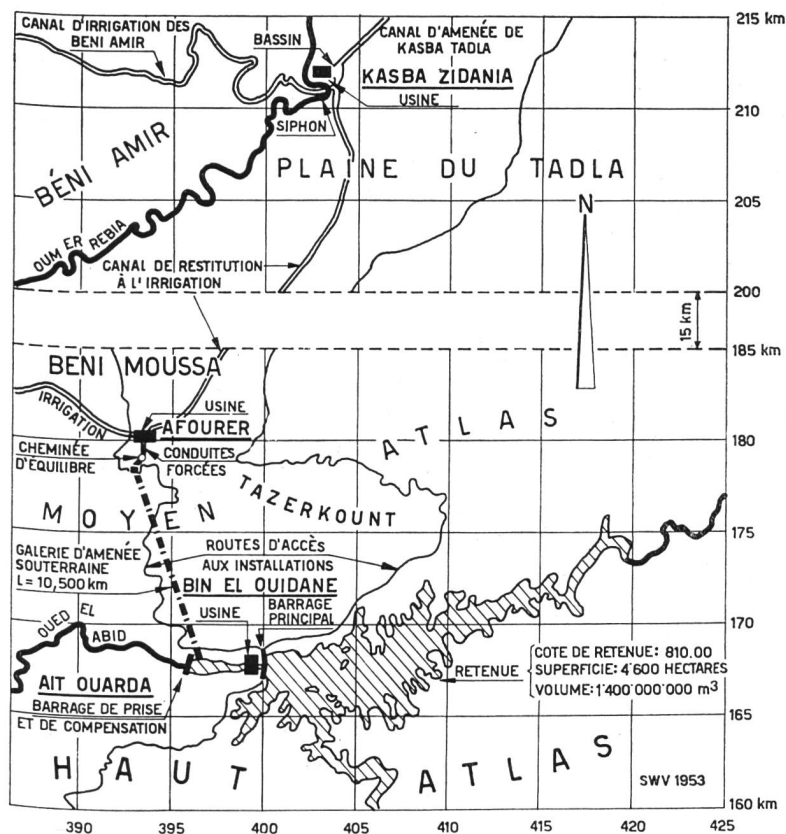 215 km
CANAL D'IRRIGATION DES
BENI AMIR
BASSIN
CANAL D'AMENÉE DE
KASBA TADLA
KASBA ZIDANIA
USINE
210
SIPHON
BÉNI AMIR
PLAINE DU TADLA
205
N
OUM ER REBIA
CANAL DE RESTITUTION
À L'IRRIGATION
200
15 km
185 km
BENI MOUSSA
IRRIGATION
USINE
AFOURER
ATLAS
180
CHEMINÉE
D'ÉQUILIBRE
CONDUITES
FORCÉES
TAZERKOUNT
MOYEN
175
GALERIE D'AMENÉE
SOUTERRAINE
L = 10,500 km
ROUTES D'ACCÈS
AUX INSTALLATIONS
BIN EL OUIDANE
BARRAGE
PRINCIPAL
USINE
170
OUED EL
ABID
RETENUE
COTE DE RETENUE: 810.00
SUPERFICIE: 4'600 HECTARES
VOLUME: 1'400'000'000 m³
AIT OUARDA
BARRAGE DE PRISE
ET DE COMPENSATION
165
HAUT ATLAS
SWV 1953
160 km
390 395 400 405 410 415 420 425